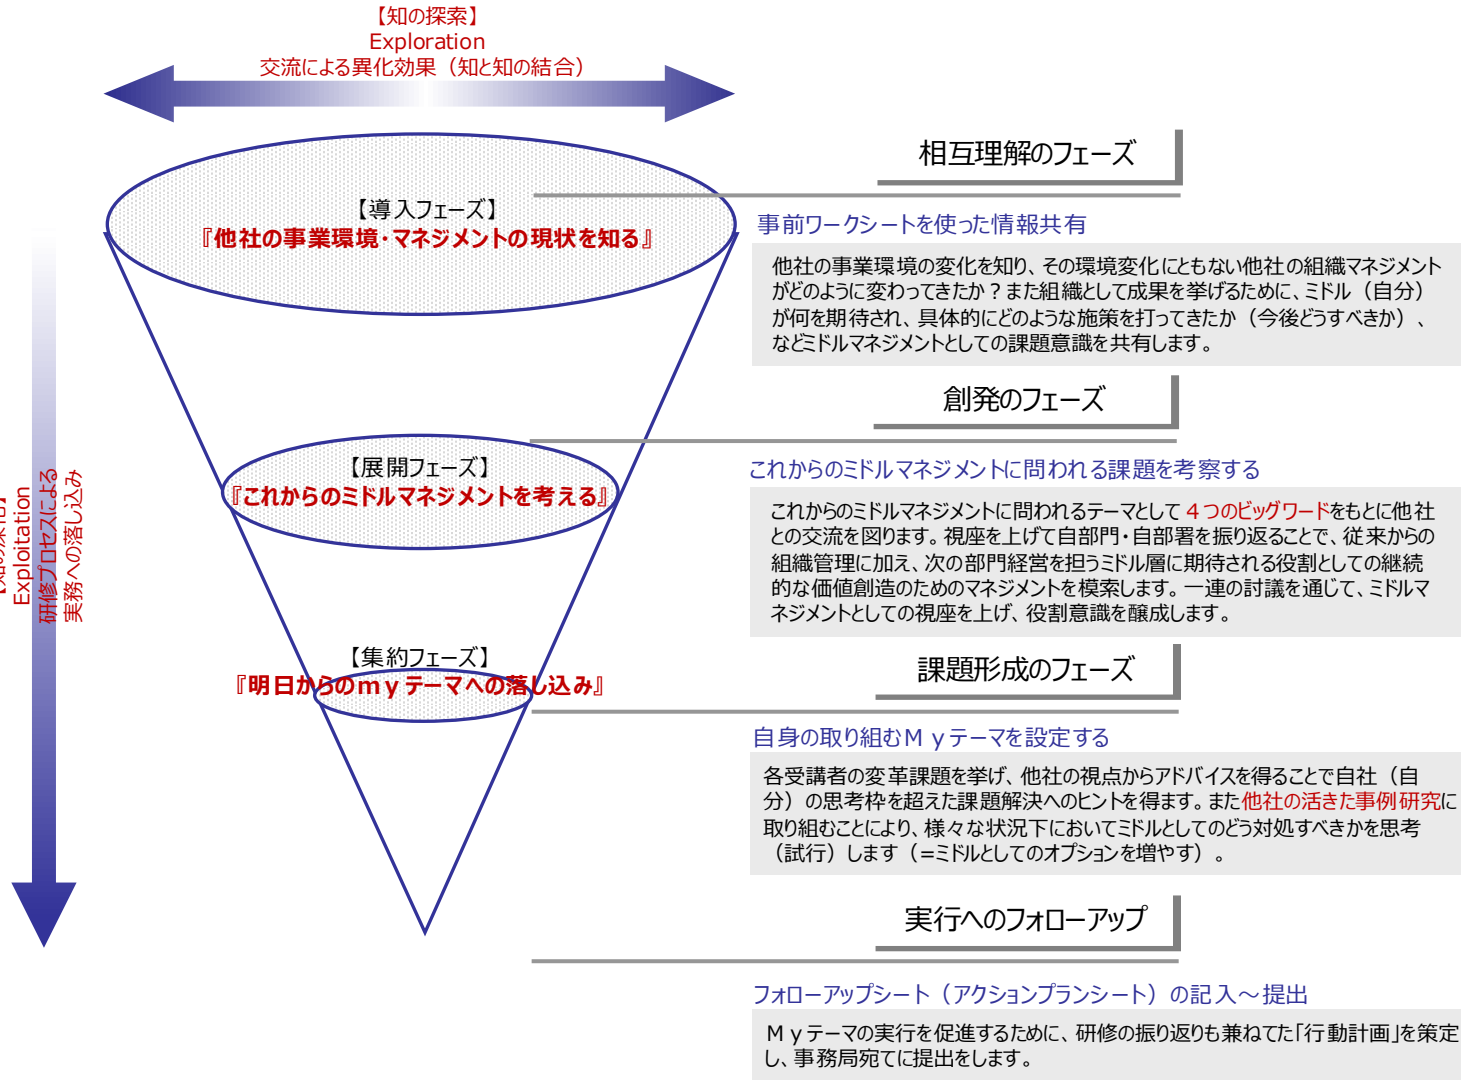 【知の探索】
Exploration
交流による異化効果（知と知の結合）
【導入フェーズ】
『他社の事業環境・マネジメントの現状を知る』
相互理解のフェーズ
事前ワークシートを使った情報共有
他社の事業環境の変化を知り、その環境変化にともない他社の組織マネジメント
がどのように変わってきたか？また組織として成果を挙げるために、ミドル（自分）
が何を期待され、具体的にどのような施策を打ってきたか（今後どうすべきか）、
などミドルマネジメントとしての課題意識を共有します。
創発のフェーズ
【展開フェーズ】
『これからのミドルマネジメントを考える』
これからのミドルマネジメントに問われる課題を考察する
これからのミドルマネジメントに問われるテーマとして４つのビッグワードをもとに他社
との交流を図ります。視座を上げて自部門・自部署を振り返ることで、従来からの
組織管理に加え、次の部門経営を担うミドル層に期待される役割としての継続
的な価値創造のためのマネジメントを模索します。一連の討議を通じて、ミドルマ
ネジメントとしての視座を上げ、役割意識を醸成します。
Exploitation
研修プロセスによる
実務への落し込み
【集約フェーズ】
『明日からのｍｙテーマへの落し込み』
課題形成のフェーズ
自身の取り組むＭｙテーマを設定する
各受講者の変革課題を挙げ、他社の視点からアドバイスを得ることで自社（自
分）の思考枠を超えた課題解決へのヒントを得ます。また他社の活きた事例研究に
取り組むことにより、様々な状況下においてミドルとしてのどう対処すべきかを思考
（試行）します（=ミドルとしてのオプションを増やす）。
実行へのフォローアップ
フォローアップシート（アクションプランシート）の記入～提出
Ｍｙテーマの実行を促進するために、研修の振り返りも兼ねてた「行動計画」を策定
し、事務局宛てに提出をします。